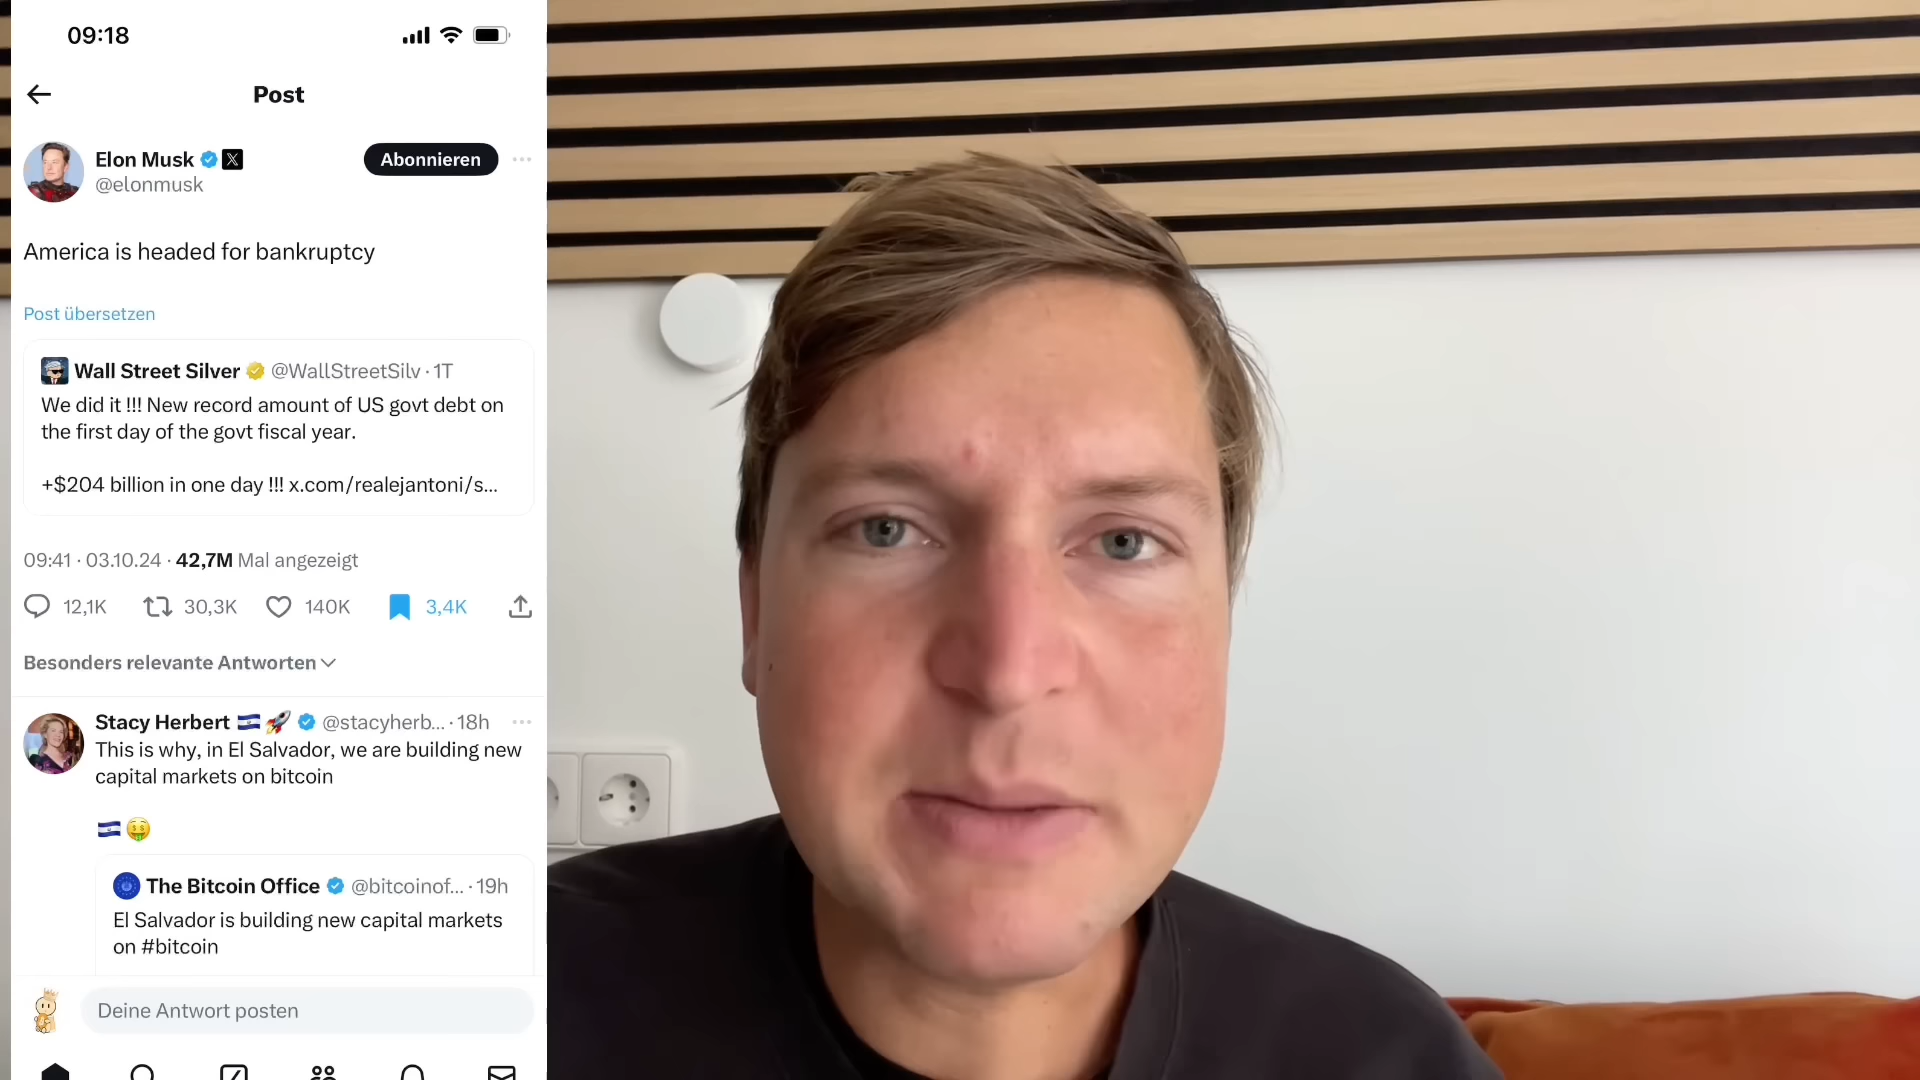 09:18
Post
Elon Musk
Abonnieren
@elonmusk
America is headed for bankruptcy
Post übersetzen
Wall Street Silver @WallStreetSilv · 1T
We did it !!! New record amount of US govt debt on
the first day of the govt fiscal year.
+$204 billion in one day !!! x.com/realejantoni/s...
09:41 · 03.10.24 · 42,7M Mal angezeigt
12,1K 30,3K 140K 3,4K
Besonders relevante Antworten
Stacy Herbert 🇸🇻 🚀 @stacyherb... · 18h
This is why, in El Salvador, we are building new
capital markets on bitcoin
🇸🇻 🤑
The Bitcoin Office @bitcoinof... · 19h
El Salvador is building new capital markets
on #bitcoin
Deine Antwort posten